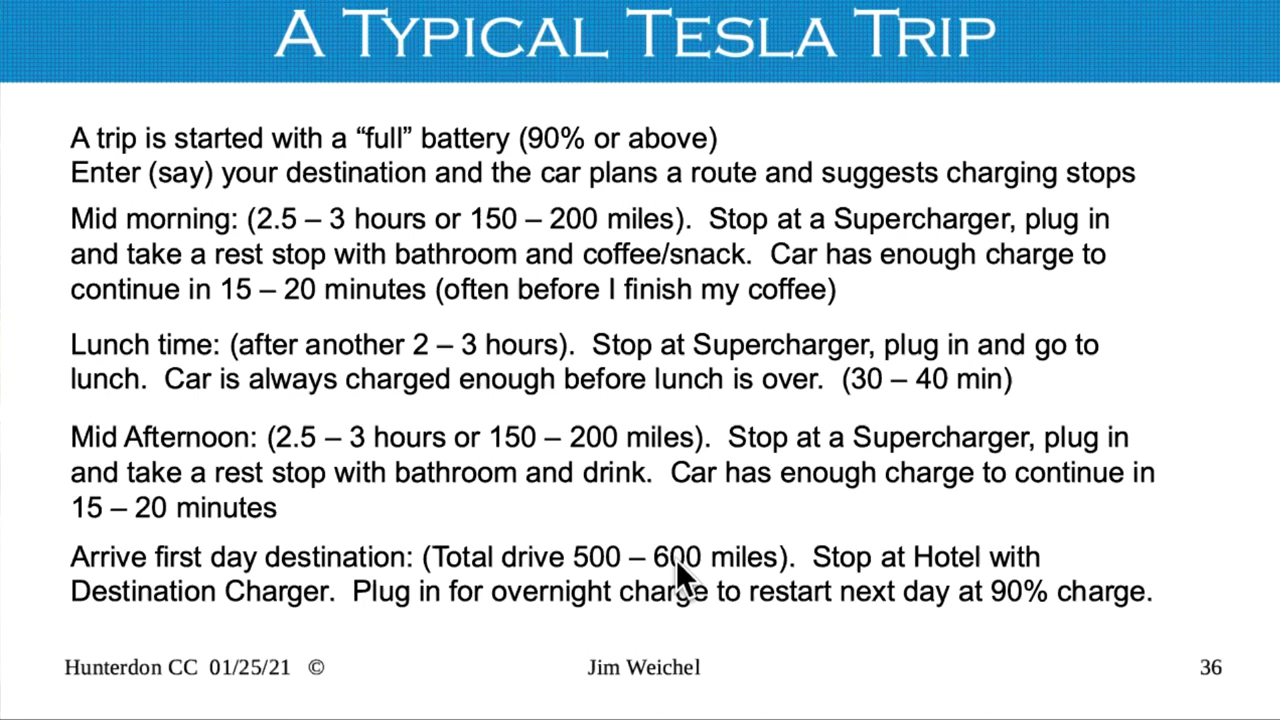 A TYPICAL TESLA TRIP
A trip is started with a “full” battery (90% or above)
Enter (say) your destination and the car plans a route and suggests charging stops
Mid morning: (2.5 – 3 hours or 150 – 200 miles).  Stop at a Supercharger, plug in
and take a rest stop with bathroom and coffee/snack.  Car has enough charge to
continue in 15 – 20 minutes (often before I finish my coffee)
Lunch time: (after another 2 – 3 hours).  Stop at Supercharger, plug in and go to
lunch.  Car is always charged enough before lunch is over.  (30 – 40 min)
Mid Afternoon: (2.5 – 3 hours or 150 – 200 miles).  Stop at a Supercharger, plug in
and take a rest stop with bathroom and drink.  Car has enough charge to continue in
15 – 20 minutes
Arrive first day destination: (Total drive 500 – 600 miles).  Stop at Hotel with
Destination Charger.  Plug in for overnight charge to restart next day at 90% charge.
Hunterdon CC  01/25/21  ©
Jim Weichel
36